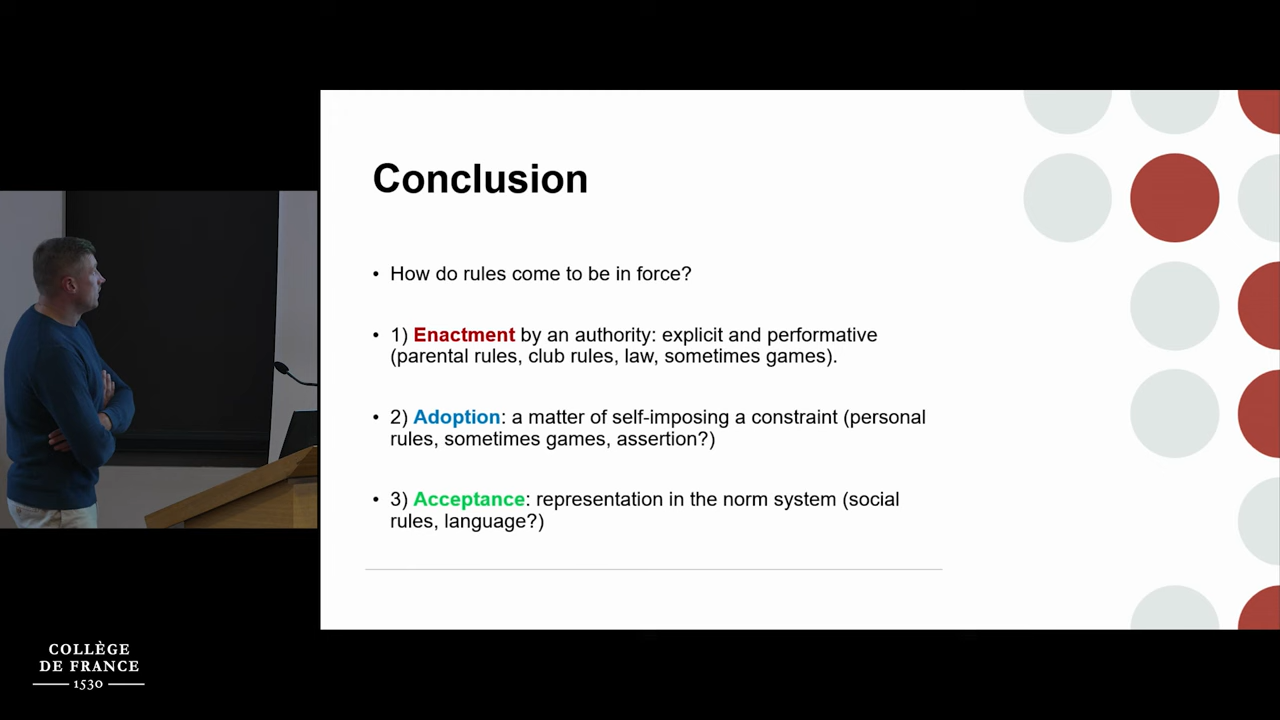 Conclusion
• How do rules come to be in force?
• 1) Enactment by an authority: explicit and performative
(parental rules, club rules, law, sometimes games).
• 2) Adoption: a matter of self-imposing a constraint (personal
rules, sometimes games, assertion?)
• 3) Acceptance: representation in the norm system (social
rules, language?)
COLLÈGE
DE FRANCE
1530